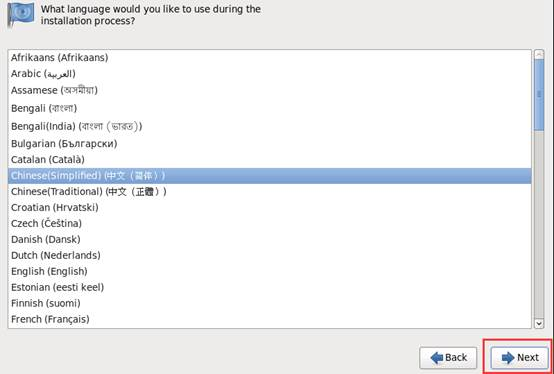 What language would you like to use during the
installation process?
Afrikaans (Afrikaans)
Arabic (العربية)
Assamese (অসমীয়া)
Bengali (বাংলা)
Bengali(India) (বাংলা (ভারত))
Bulgarian (Български)
Catalan (Català)
Chinese(Simplified) (中文（简体）)
Chinese(Traditional) (中文（正體）)
Croatian (Hrvatski)
Czech (Čeština)
Danish (Dansk)
Dutch (Nederlands)
English (English)
Estonian (eesti keel)
Finnish (suomi)
French (Français)
Back
Next